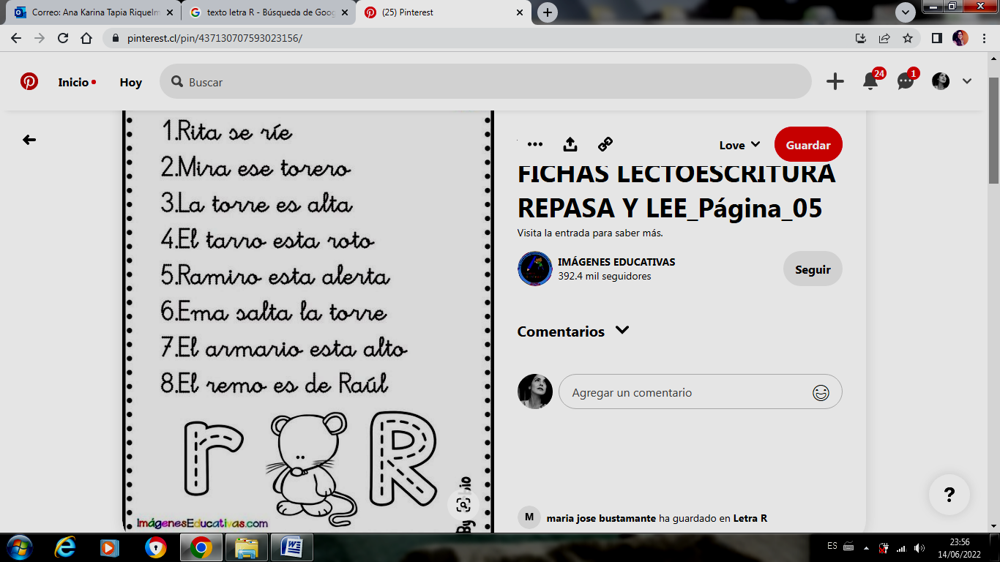 Correo: Ana Karina Tapia Riquelm
texto letra R - Búsqueda de Goog
(25) Pinterest
pinterest.cl/pin/437130707593023156/
Inicio
Hoy
Buscar
24
1
1.Rita se ríe
2.Mira ese torero
3.La torre es alta
4.El tarro esta roto
5.Ramiro esta alerta
6.Ema salta la torre
7.El armario esta alto
8.El remo es de Raúl
r R
ImágenesEducativas.com
By
bio
Love
Guardar
FICHAS LECTOESCRITURA
REPASA Y LEE_Página_05
Visita la entrada para saber más.
IMÁGENES EDUCATIVAS
392.4 mil seguidores
Seguir
Comentarios
Agregar un comentario
M
maria jose bustamante ha guardado en Letra R
?
ES
23:56
14/06/2022